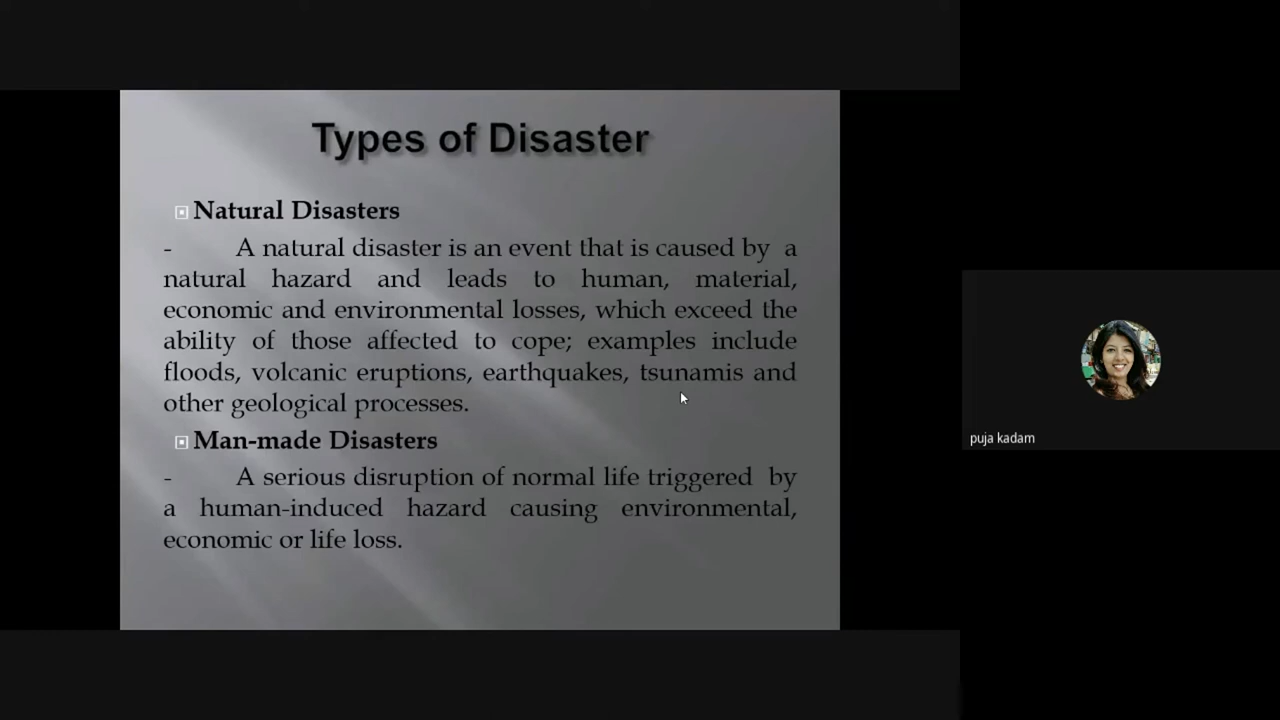 Types of Disaster
Natural Disasters
- A natural disaster is an event that is caused by a
natural hazard and leads to human, material,
economic and environmental losses, which exceed the
ability of those affected to cope; examples include
floods, volcanic eruptions, earthquakes, tsunamis and
other geological processes.
Man-made Disasters
- A serious disruption of normal life triggered by
a human-induced hazard causing environmental,
economic or life loss.
puja kadam